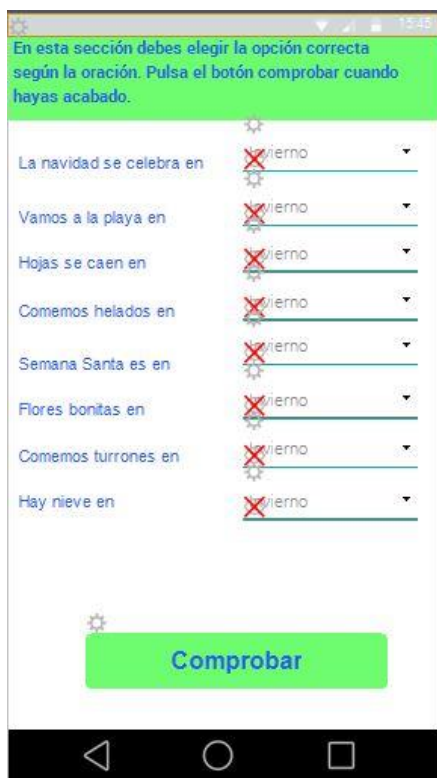 15:45
En esta sección debes elegir la opción correcta
según la oración. Pulsa el botón comprobar cuando
hayas acabado.
La navidad se celebra en
Vamos a la playa en
Hojas se caen en
Comemos helados en
Semana Santa es en
Flores bonitas en
Comemos turrones en
Hay nieve en
Comprobar